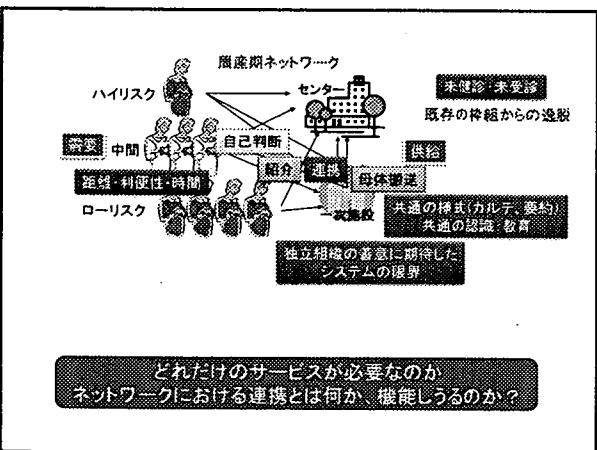 周産期ネットワーク
ハイリスク
センター
未健診・未受診
既存の枠組からの逸脱
需要
中間
自己判断
供給
紹介
連携
母体搬送
距離・利便性・時間
ローリスク
一次施設
共通の様式(カルテ、要約)
共通の認識・教育
独立組織の善意に期待した
システムの限界
どれだけのサービスが必要なのか
ネットワークにおける連携とは何か、機能しうるのか?